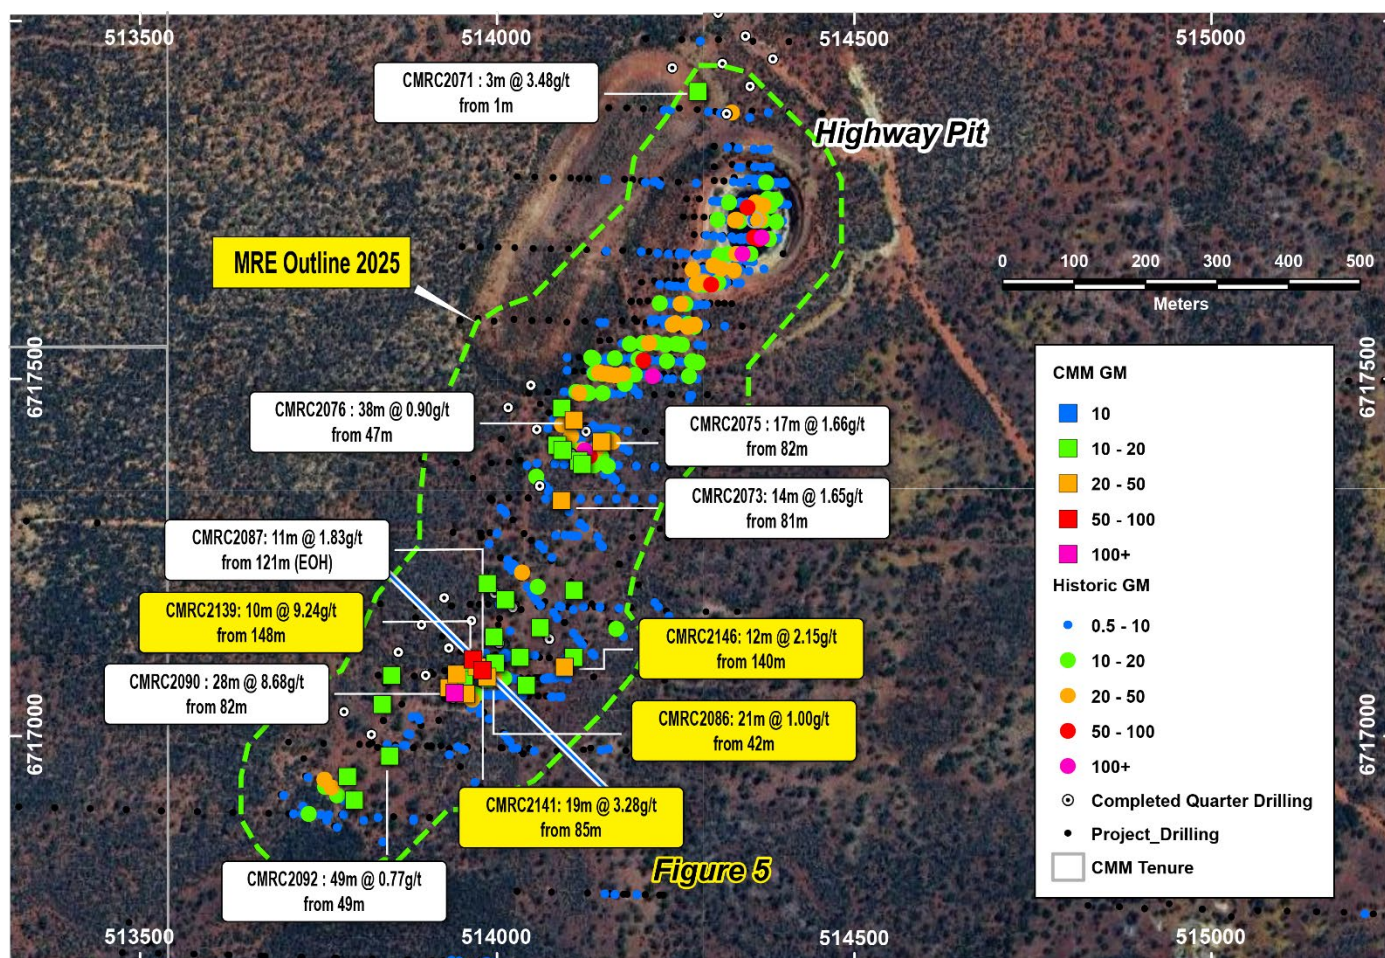 513500
514000
514500
515000
CMRC2071 : 3m @ 3.48g/t
from 1m
Highway Pit
MRE Outline 2025
0 100 200 300 400 500
Meters
6717500
6717500
CMM GM
10
10 - 20
20 - 50
50 - 100
100+
Historic GM
0.5 - 10
10 - 20
20 - 50
50 - 100
100+
Completed Quarter Drilling
Project_Drilling
CMM Tenure
CMRC2076 : 38m @ 0.90g/t
from 47m
CMRC2075 : 17m @ 1.66g/t
from 82m
CMRC2073: 14m @ 1.65g/t
from 81m
CMRC2087: 11m @ 1.83g/t
from 121m (EOH)
CMRC2139: 10m @ 9.24g/t
from 148m
CMRC2146: 12m @ 2.15g/t
from 140m
CMRC2090 : 28m @ 8.68g/t
from 82m
CMRC2086: 21m @ 1.00g/t
from 42m
6717000
6717000
CMRC2141: 19m @ 3.28g/t
from 85m
Figure 5
CMRC2092 : 49m @ 0.77g/t
from 49m
513500
514000
514500
515000